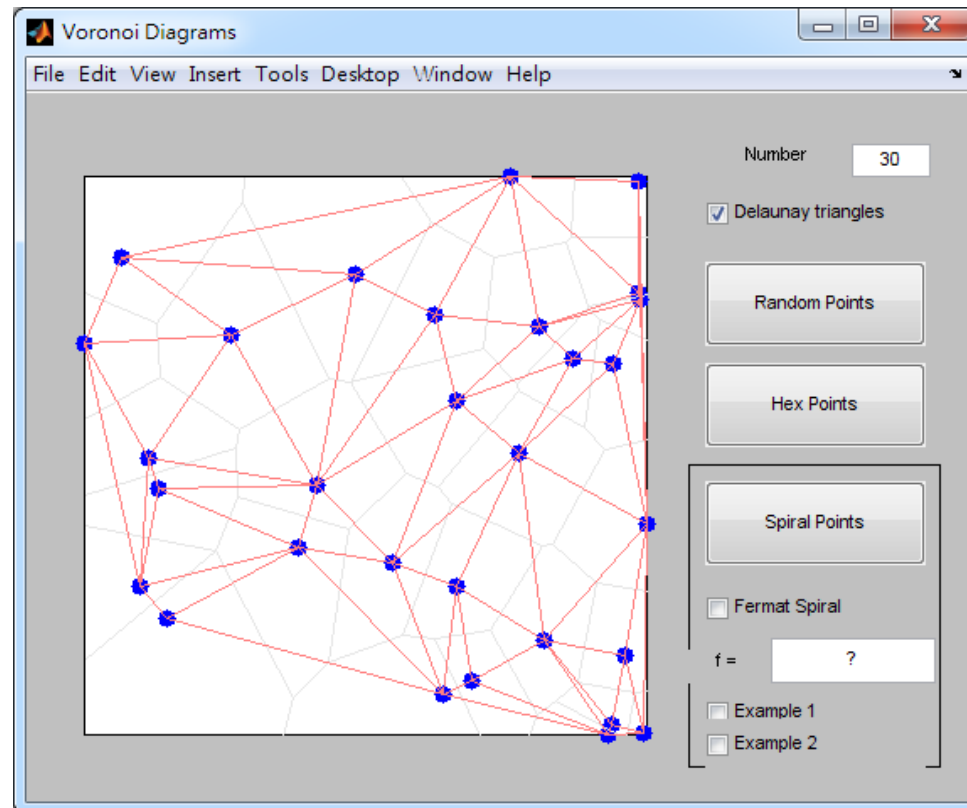 Voronoi Diagrams
File Edit View Insert Tools Desktop Window Help
Number 30
Delaunay triangles
Random Points
Hex Points
Spiral Points
Fermat Spiral
f = ?
Example 1
Example 2